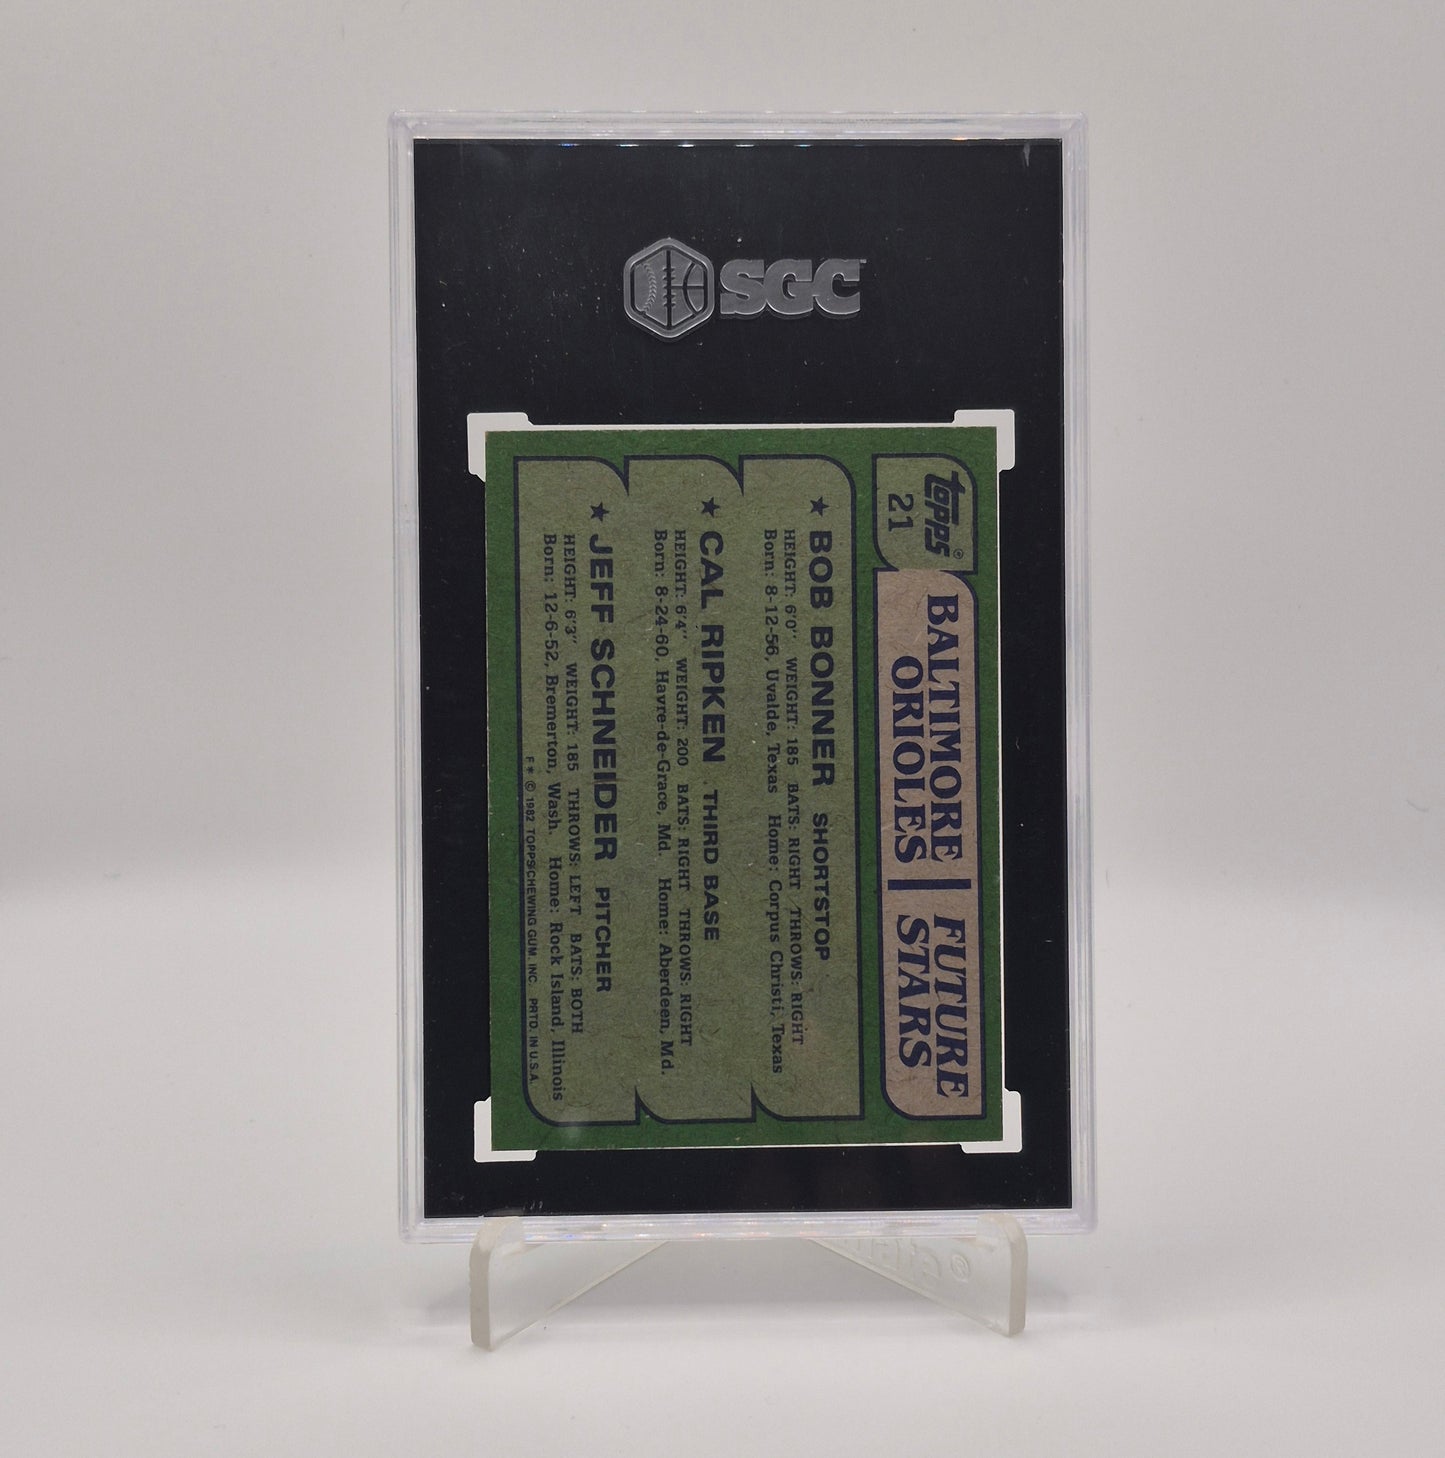 SGC
topps®
21
BALTIMORE
ORIOLES
FUTURE
STARS
★ BOB BONNER SHORTSTOP
HEIGHT: 6'0" WEIGHT: 185 BATS: RIGHT THROWS: RIGHT
Born: 8-12-56, Uvalde, Texas Home: Corpus Christi, Texas
★ CAL RIPKEN THIRD BASE
HEIGHT: 6'4" WEIGHT: 200 BATS: RIGHT THROWS: RIGHT
Born: 8-24-60, Havre-de-Grace, Md. Home: Aberdeen, Md.
★ JEFF SCHNEIDER PITCHER
HEIGHT: 6'3" WEIGHT: 185 THROWS: LEFT BATS: BOTH
Born: 12-6-52, Bremerton, Wash. Home: Rock Island, Illinois
F* © 1982 TOPPS CHEWING GUM. INC. PRTD. IN U.S.A.